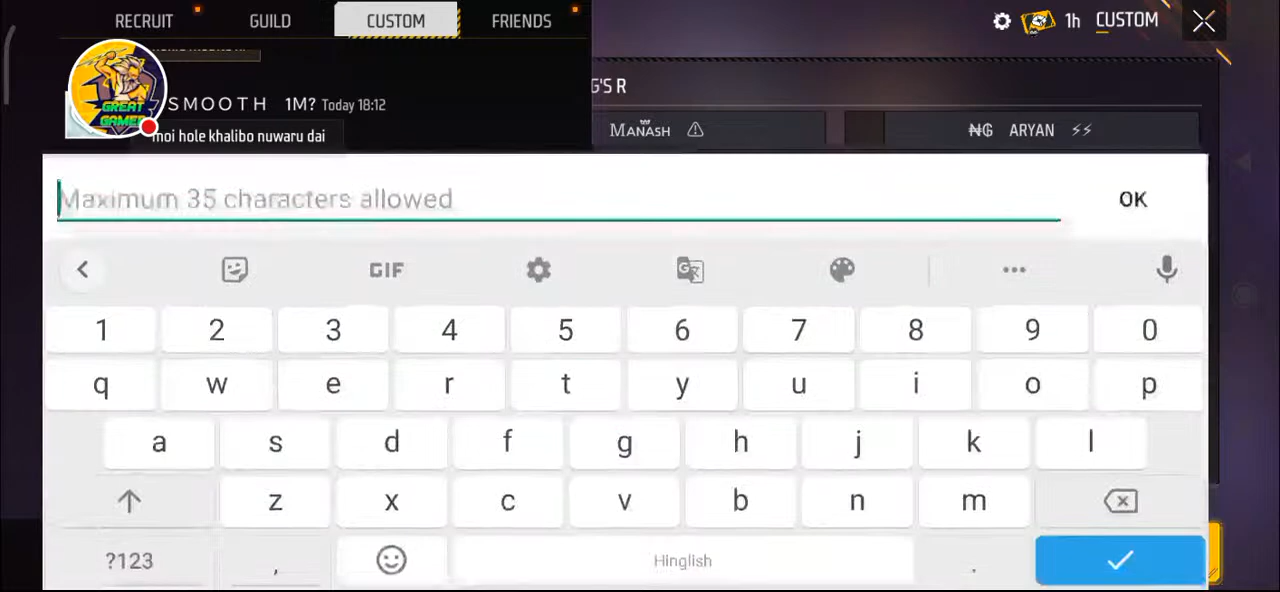 RECRUIT GUILD CUSTOM FRIENDS
1h CUSTOM
GREAT
GAMER
SMOOTH 1M? Today 18:12
moi hole khalibo nuwaru dai
G'S R
MANASH
NG ARYAN
Maximum 35 characters allowed
OK
GIF
1 2 3 4 5 6 7 8 9 0
q w e r t y u i o p
a s d f g h j k l
z x c v b n m
?123 , Hinglish .